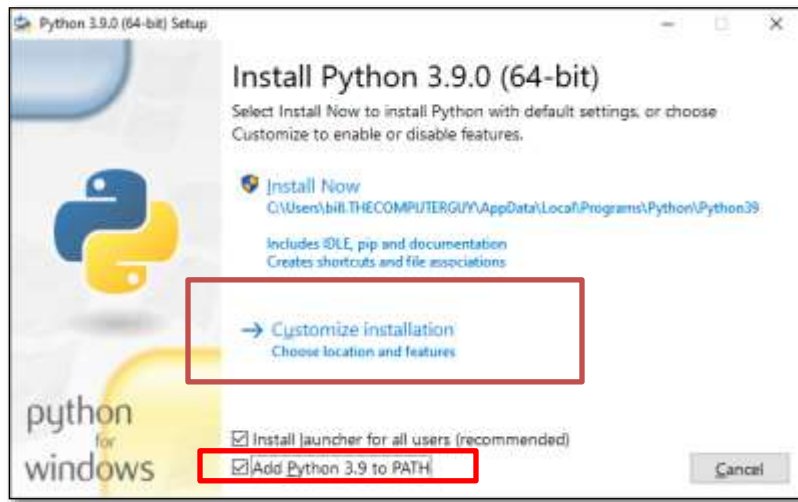 Python 3.9.0 (64-bit) Setup
Install Python 3.9.0 (64-bit)
Select Install Now to install Python with default settings, or choose
Customize to enable or disable features.
Install Now
C:\Users\bill.THECOMPUTERGUY\AppData\Local\Programs\Python\Python39
Includes IDLE, pip and documentation
Creates shortcuts and file associations
Customize installation
Choose location and features
python
for
windows
Install launcher for all users (recommended)
Add Python 3.9 to PATH
Cancel